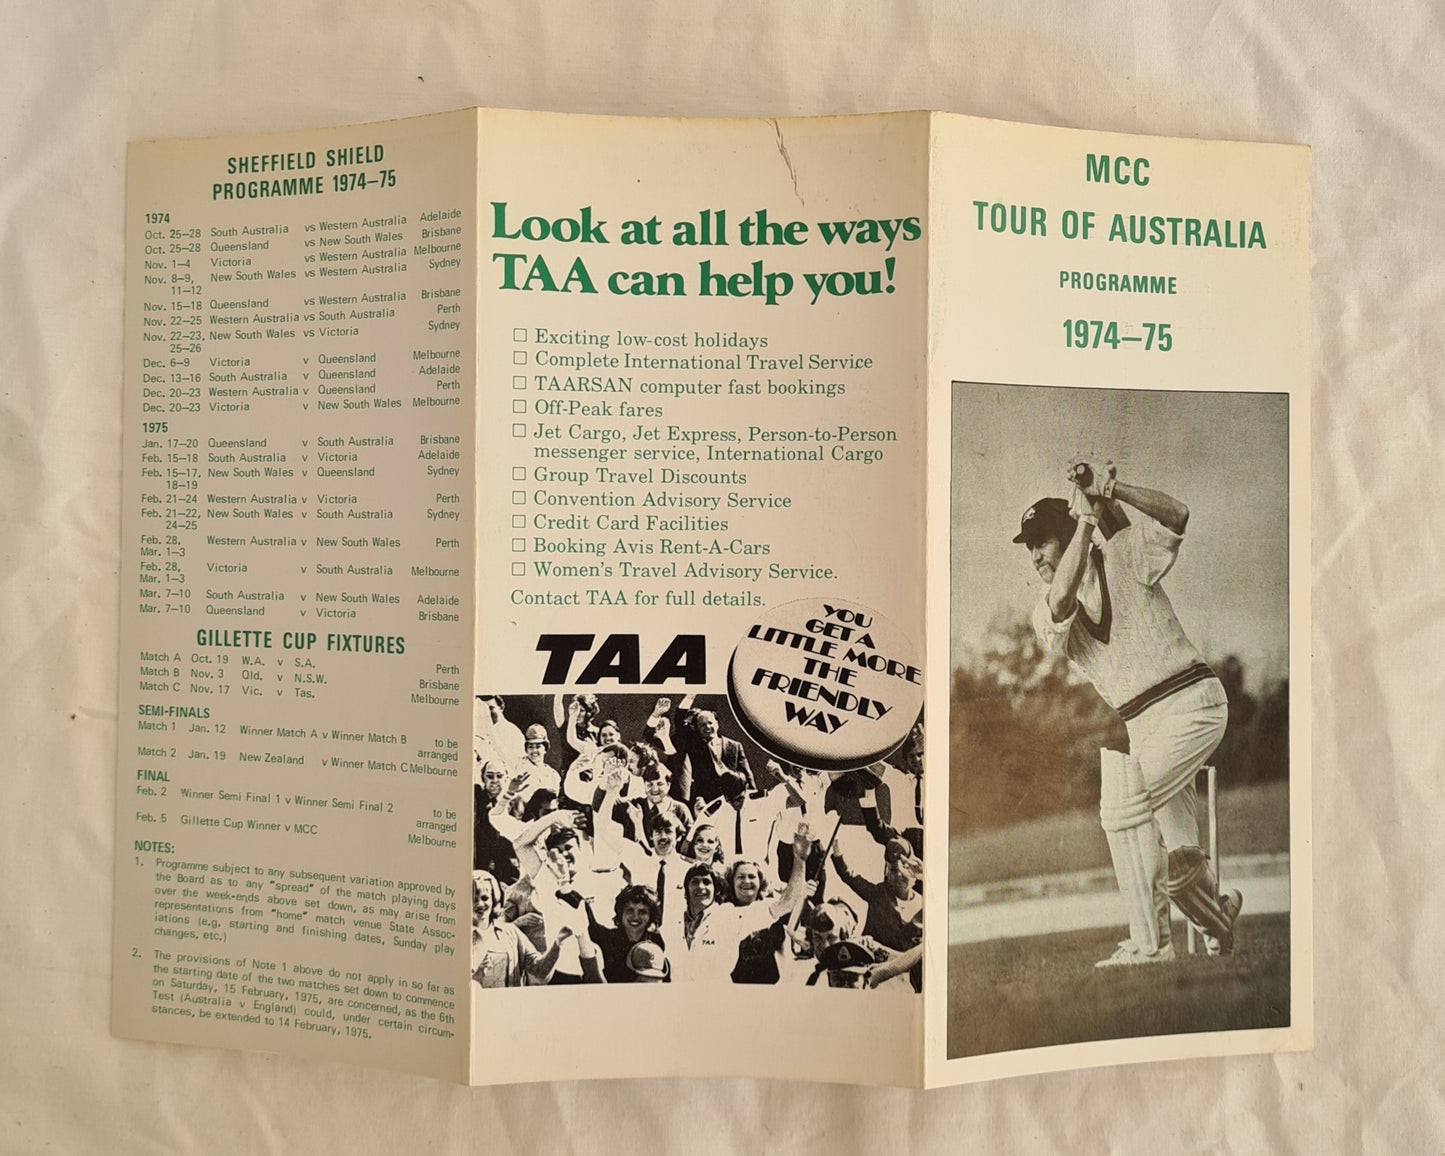 SHEFFIELD SHIELD
PROGRAMME 1974–75
1974
Oct. 25–28 South Australia vs Western Australia Adelaide
Oct. 25–28 Queensland vs New South Wales Brisbane
Nov. 1–4 Victoria vs Western Australia Melbourne
Nov. 8–9, New South Wales vs Western Australia Sydney
11–12
Nov. 15–18 Queensland vs Western Australia Brisbane
Nov. 22–25 Western Australia vs South Australia Perth
Nov. 22–23, New South Wales vs Victoria Sydney
25–26
Dec. 6–9 Victoria v Queensland Melbourne
Dec. 13–16 South Australia v Queensland Adelaide
Dec. 20–23 Western Australia v Queensland Perth
Dec. 20–23 Victoria v New South Wales Melbourne
1975
Jan. 17–20 Queensland v South Australia Brisbane
Feb. 15–18 South Australia v Victoria Adelaide
Feb. 15–17, New South Wales v Queensland Sydney
18–19
Feb. 21–24 Western Australia v Victoria Perth
Feb. 21–22, New South Wales v South Australia Sydney
24–25
Feb. 28, Western Australia v New South Wales Perth
Mar. 1–3
Feb. 28, Victoria v South Australia Melbourne
Mar. 1–3
Mar. 7–10 South Australia v New South Wales Adelaide
Mar. 7–10 Queensland v Victoria Brisbane
GILLETTE CUP FIXTURES
Match A Oct. 19 W.A. v S.A. Perth
Match B Nov. 3 Qld. v N.S.W. Brisbane
Match C Nov. 17 Vic. v Tas. Melbourne
SEMI-FINALS
Match 1 Jan. 12 Winner Match A v Winner Match B to be
arranged
Match 2 Jan. 19 New Zealand v Winner Match C Melbourne
FINAL
Feb. 2 Winner Semi Final 1 v Winner Semi Final 2 to be
arranged
Feb. 5 Gillette Cup Winner v MCC Melbourne
NOTES:
1. Programme subject to any subsequent variation approved by
the Board as to any "spread" of the match playing days
over the week-ends above set down, as may arise from
representations from "home" match venue State Assoc-
iations (e.g. starting and finishing dates, Sunday play
changes, etc.)
2. The provisions of Note 1 above do not apply in so far as
the starting date of the two matches set down to commence
on Saturday, 15 February, 1975, are concerned, as the 6th
Test (Australia v England) could, under certain circum-
stances, be extended to 14 February, 1975.
Look at all the ways
TAA can help you!
□ Exciting low-cost holidays
□ Complete International Travel Service
□ TAARSAN computer fast bookings
□ Off-Peak fares
□ Jet Cargo, Jet Express, Person-to-Person
messenger service, International Cargo
□ Group Travel Discounts
□ Convention Advisory Service
□ Credit Card Facilities
□ Booking Avis Rent-A-Cars
□ Women's Travel Advisory Service.
Contact TAA for full details.
TAA
YOU
GET A
LITTLE MORE
THE
FRIENDLY
WAY
TAA
MCC
TOUR OF AUSTRALIA
PROGRAMME
1974–75